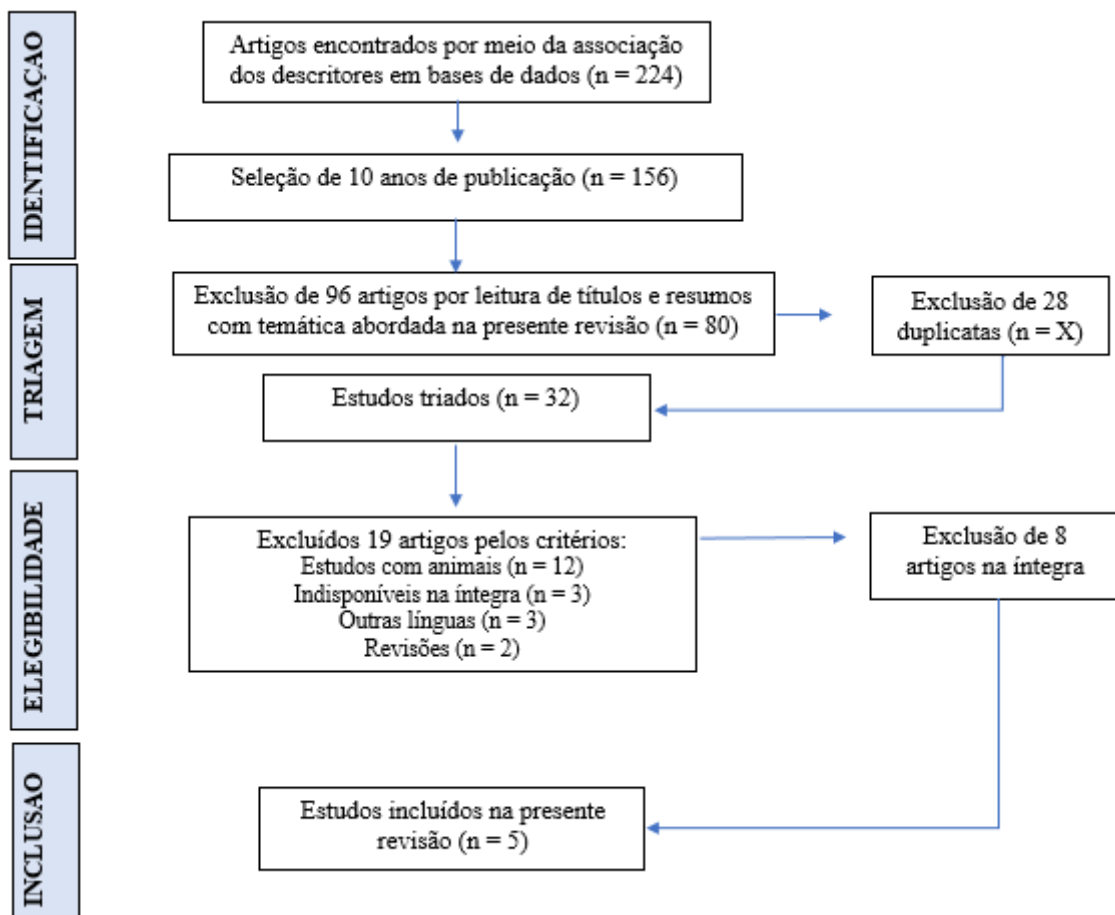 IDENTIFICAÇAO
Artigos encontrados por meio da associação
dos descritores em bases de dados (n = 224)
Seleção de 10 anos de publicação (n = 156)
TRIAGEM
Exclusão de 96 artigos por leitura de títulos e resumos
com temática abordada na presente revisão (n = 80)
Exclusão de 28
duplicatas (n = X)
Estudos triados (n = 32)
ELEGIBILIDADE
Excluídos 19 artigos pelos critérios:
Estudos com animais (n = 12)
Indisponíveis na íntegra (n = 3)
Outras línguas (n = 3)
Revisões (n = 2)
Exclusão de 8
artigos na íntegra
INCLUSAO
Estudos incluídos na presente
revisão (n = 5)